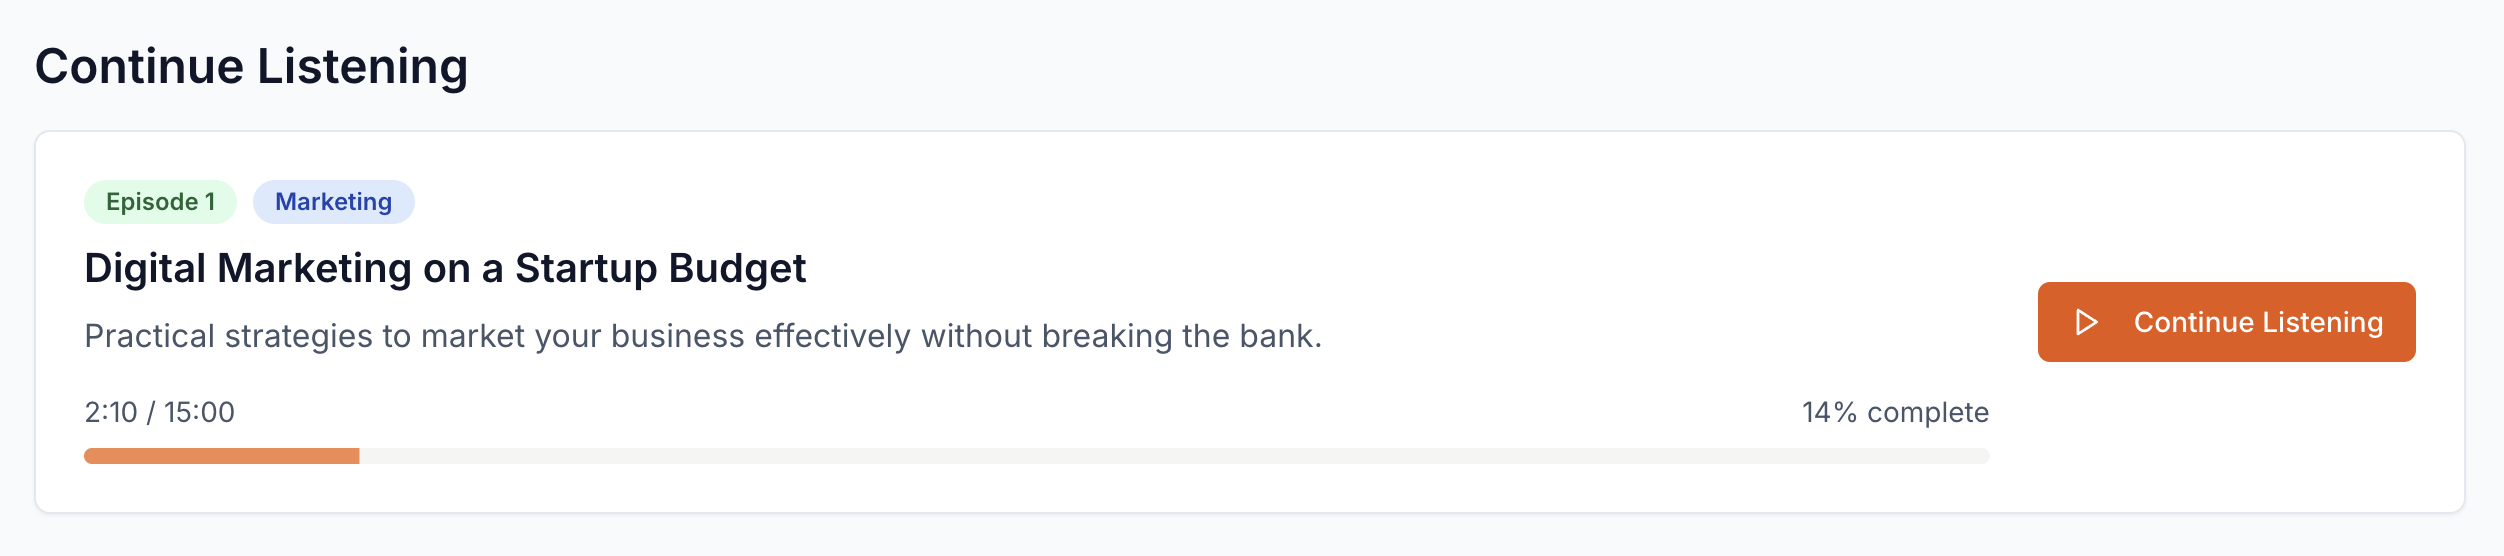 Continue Listening
Episode 1 Marketing
Digital Marketing on a Startup Budget
Practical strategies to market your business effectively without breaking the bank.
Continue Listening
2:10 / 15:00 14% complete